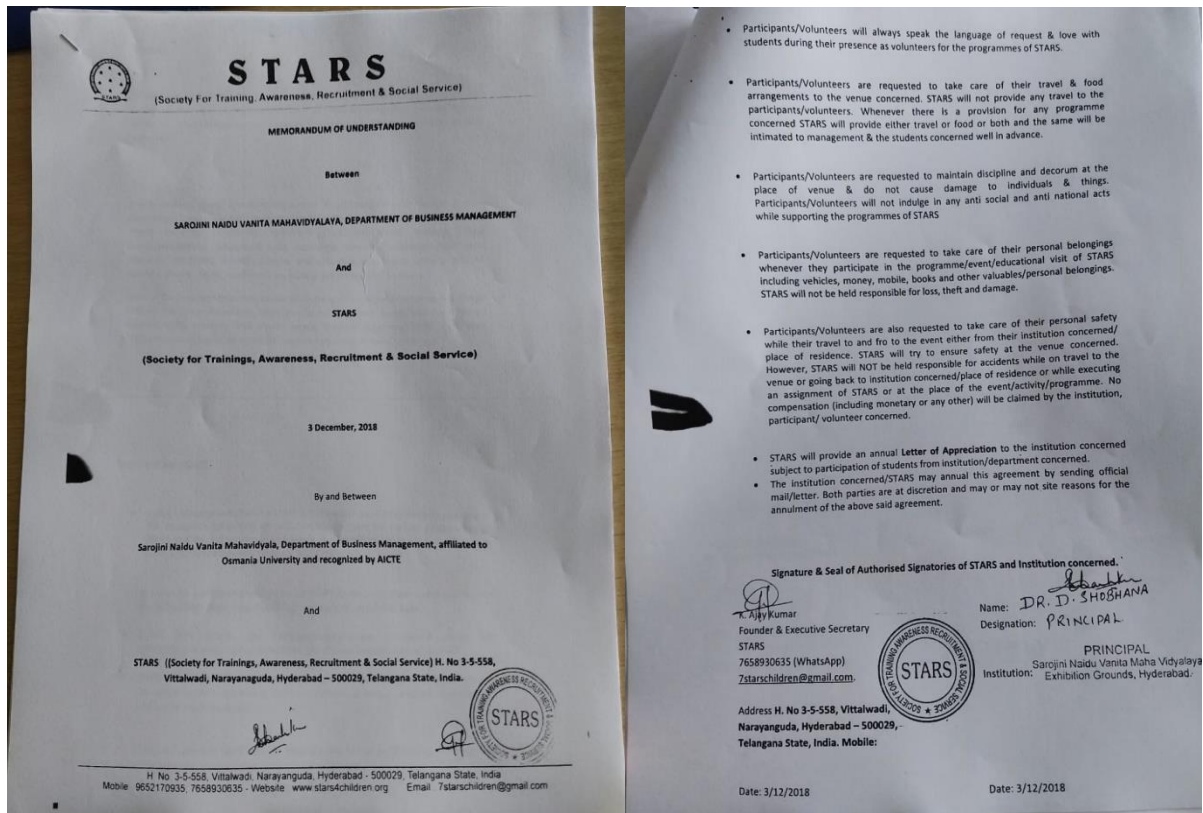 STARS
S T A R S
(Society For Training, Awareness, Recruitment & Social Service)
MEMORANDUM OF UNDERSTANDING
Between
SAROJINI NAIDU VANITA MAHAVIDYALAYA, DEPARTMENT OF BUSINESS MANAGEMENT
And
STARS
(Society for Trainings, Awareness, Recruitment & Social Service)
3 December, 2018
By and Between
Sarojini Naidu Vanita Mahavidyala, Department of Business Management, affiliated to
Osmania University and recognized by AICTE
And
STARS ((Society for Trainings, Awareness, Recruitment & Social Service) H. No 3-5-558,
Vittalwadi, Narayanaguda, Hyderabad – 500029, Telangana State, India.
SOCIETY FOR TRAINING AWARENESS RECRUITMENT & SOCIAL SERVICE
STARS
H No 3-5-558, Vittalwadi, Narayanguda, Hyderabad - 500029, Telangana State, India
Mobile 9652170935, 7658930635 - Website www.stars4children.org Email 7starschildren@gmail.com
• Participants/Volunteers will always speak the language of request & love with
students during their presence as volunteers for the programmes of STARS.
• Participants/Volunteers are requested to take care of their travel & food
arrangements to the venue concerned. STARS will not provide any travel to the
participants/volunteers. Whenever there is a provision for any programme
concerned STARS will provide either travel or food or both and the same will be
intimated to management & the students concerned well in advance.
• Participants/Volunteers are requested to maintain discipline and decorum at the
place of venue & do not cause damage to individuals & things.
Participants/Volunteers will not indulge in any anti social and anti national acts
while supporting the programmes of STARS
• Participants/Volunteers are requested to take care of their personal belongings
whenever they participate in the programme/event/educational visit of STARS
including vehicles, money, mobile, books and other valuables/personal belongings.
STARS will not be held responsible for loss, theft and damage.
• Participants/Volunteers are also requested to take care of their personal safety
while their travel to and fro to the event either from their institution concerned/
place of residence. STARS will try to ensure safety at the venue concerned.
However, STARS will NOT be held responsible for accidents while on travel to the
venue or going back to institution concerned/place of residence or while executing
an assignment of STARS or at the place of the event/activity/programme. No
compensation (including monetary or any other) will be claimed by the institution,
participant/ volunteer concerned.
• STARS will provide an annual Letter of Appreciation to the institution concerned
subject to participation of students from institution/department concerned.
• The institution concerned/STARS may annual this agreement by sending official
mail/letter. Both parties are at discretion and may or may not site reasons for the
annulment of the above said agreement.
Signature & Seal of Authorised Signatories of STARS and Institution concerned.
K. Ajay Kumar
Founder & Executive Secretary
STARS
7658930635 (WhatsApp)
7starschildren@gmail.com.
Address H. No 3-5-558, Vittalwadi,
Narayanguda, Hyderabad – 500029,
Telangana State, India. Mobile:
Date: 3/12/2018
SOCIETY FOR TRAINING AWARENESS RECRUITMENT & SOCIAL SERVICE
STARS
Name: DR. D. SHOBHANA
Designation: PRINCIPAL
PRINCIPAL
Institution: Sarojini Naidu Vanita Maha Vidyalaya
Exhibition Grounds, Hyderabad.
Date: 3/12/2018